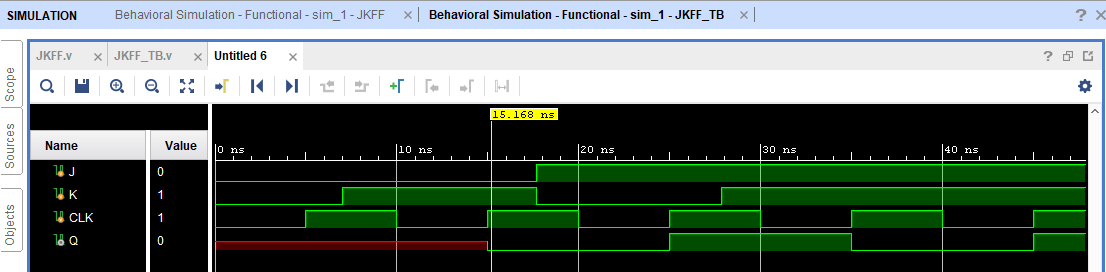 SIMULATION Behavioral Simulation - Functional - sim_1 - JKFF Behavioral Simulation - Functional - sim_1 - JKFF_TB
JKFF.v JKFF_TB.v Untitled 6
Scope
Sources
Objects
15.168 ns
Name Value
0 ns 10 ns 20 ns 30 ns 40 ns
J 0
K 1
CLK 1
Q 0